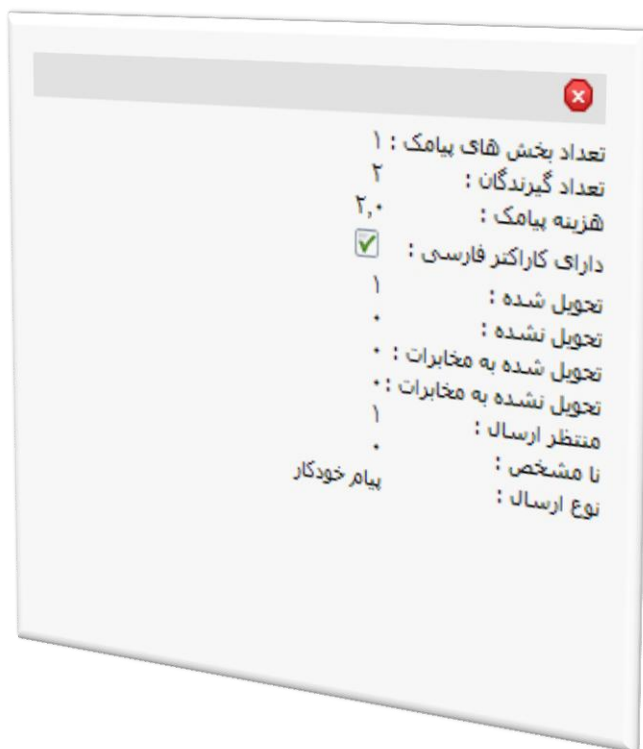 تعداد بخش های پیامک : ۱
تعداد گیرندگان : ۲
هزینه پیامک : ۲,۰
دارای کاراکتر فارسی :
تحویل شده : ۱
تحویل نشده : ۰
تحویل شده به مخابرات : ۰
تحویل نشده به مخابرات : ۰
منتظر ارسال : ۱
نا مشخص : ۰
نوع ارسال : پیام خودکار